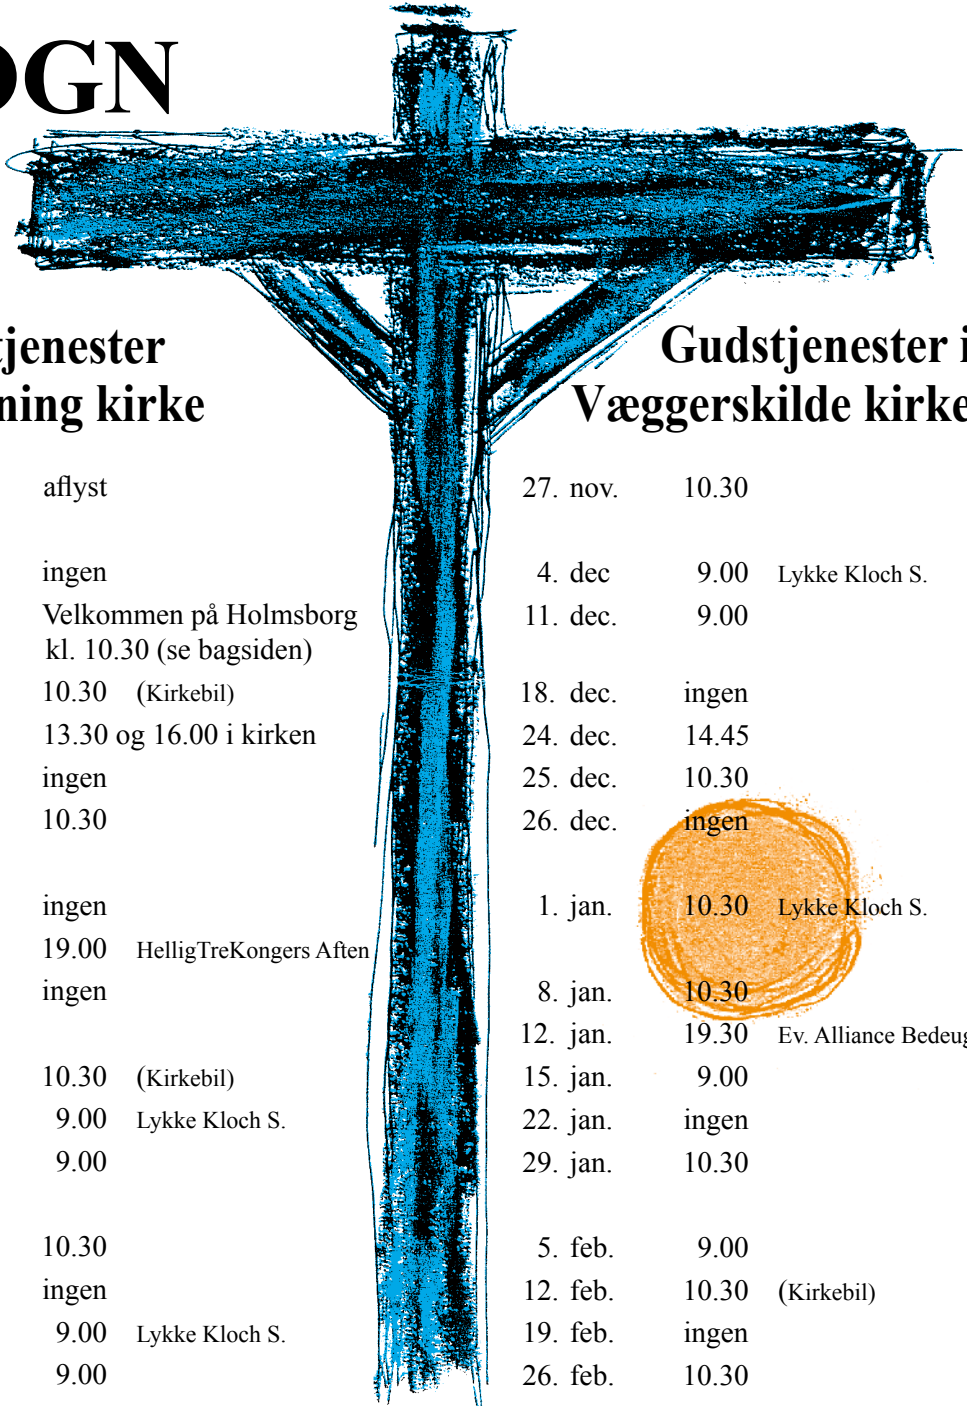 OGN
tjenester
ning kirke
aflyst
ingen
Velkommen på Holmsborg
kl. 10.30 (se bagsiden)
10.30 (Kirkebil)
13.30 og 16.00 i kirken
ingen
10.30
ingen
19.00 HelligTreKongers Aften
ingen
10.30 (Kirkebil)
9.00 Lykke Kloch S.
9.00
10.30
ingen
9.00 Lykke Kloch S.
9.00
Gudstjenester i
Væggerskilde kirke
27. nov. 10.30
4. dec 9.00 Lykke Kloch S.
11. dec. 9.00
18. dec. ingen
24. dec. 14.45
25. dec. 10.30
26. dec. ingen
1. jan. 10.30 Lykke Kloch S.
8. jan. 10.30
12. jan. 19.30 Ev. Alliance Bedeug
15. jan. 9.00
22. jan. ingen
29. jan. 10.30
5. feb. 9.00
12. feb. 10.30 (Kirkebil)
19. feb. ingen
26. feb. 10.30